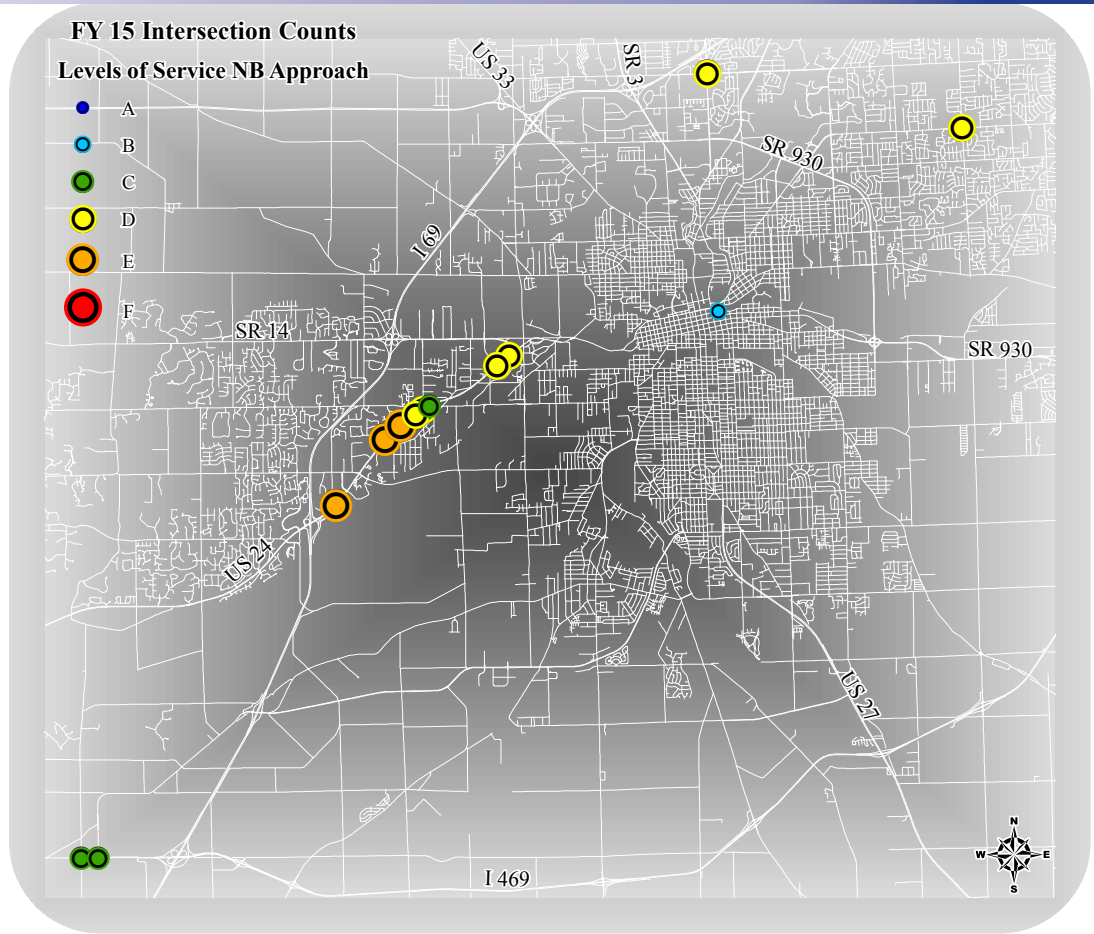 FY 15 Intersection Counts
Levels of Service NB Approach
A
B
C
D
E
F
US 33
SR 3
SR 930
I 69
SR 14
SR 930
US 24
US 27
I 469
N
W E
S